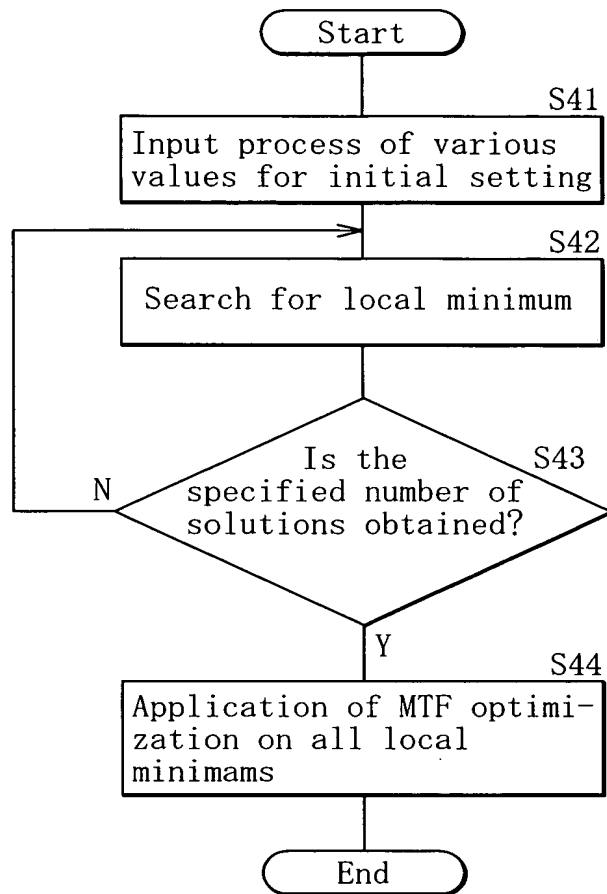 Start
S41
Input process of various
values for initial setting
S42
Search for local minimum
S43
Is the
specified number of
solutions obtained?
N
Y
S44
Application of MTF optimi-
zation on all local
minimams
End